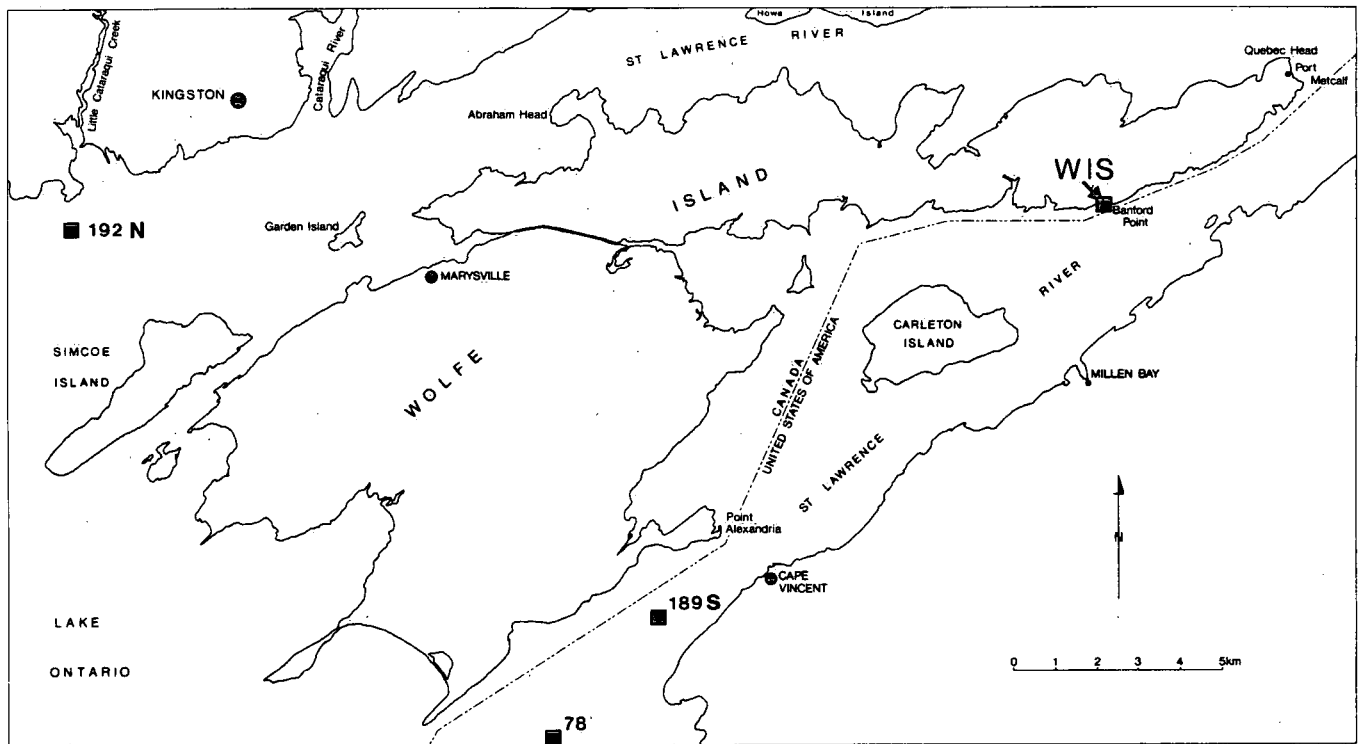 Howe Island
ST LAWRENCE RIVER
Quebec Head
Port
Metcalf
Little Cataraqui Creek
Cataraqui River
KINGSTON
Abraham Head
WIS
Banford
Point
ISLAND
192 N
Garden Island
MARYSVILLE
RIVER
CARLETON
ISLAND
SIMCOE
ISLAND
CANADA
UNITED STATES OF AMERICA
MILLEN BAY
WOLFE
ST LAWRENCE
Point
Alexandria
N
CAPE
VINCENT
189 S
LAKE
ONTARIO
0 1 2 3 4 5km
78